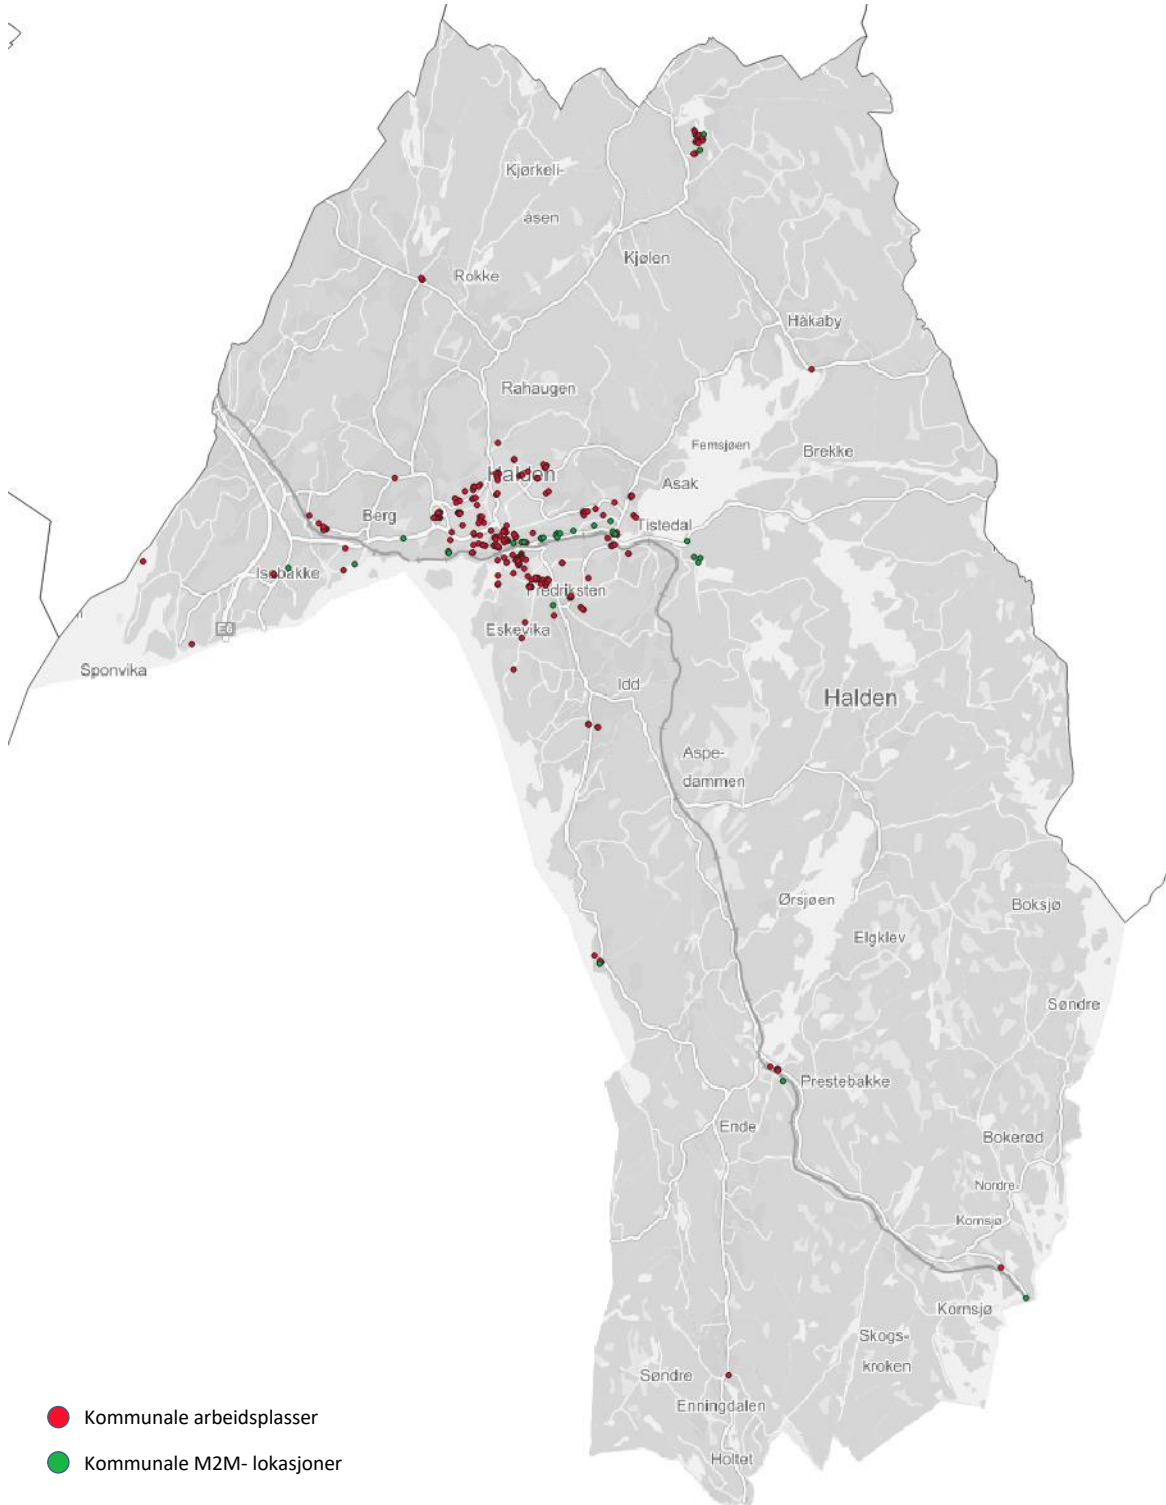 Kjørkeli-
åsen
Kjølen
Rokke
Håkaby
Rahaugen
Femsjøen
Brekke
Halden
Asak
Berg
Tistedal
Isebakke
Fredriksten
E6
Eskevika
Sponvika
Idd
Halden
Aspe-
dammen
Ørsjøen
Boksjø
Elgklev
Søndre
Prestebakke
Ende
Bokerød
Nordre
Kornsjø
Kornsjø
Skogs-
kroken
Søndre
Enningdalen
Holtet
Kommunale arbeidsplasser
Kommunale M2M- lokasjoner